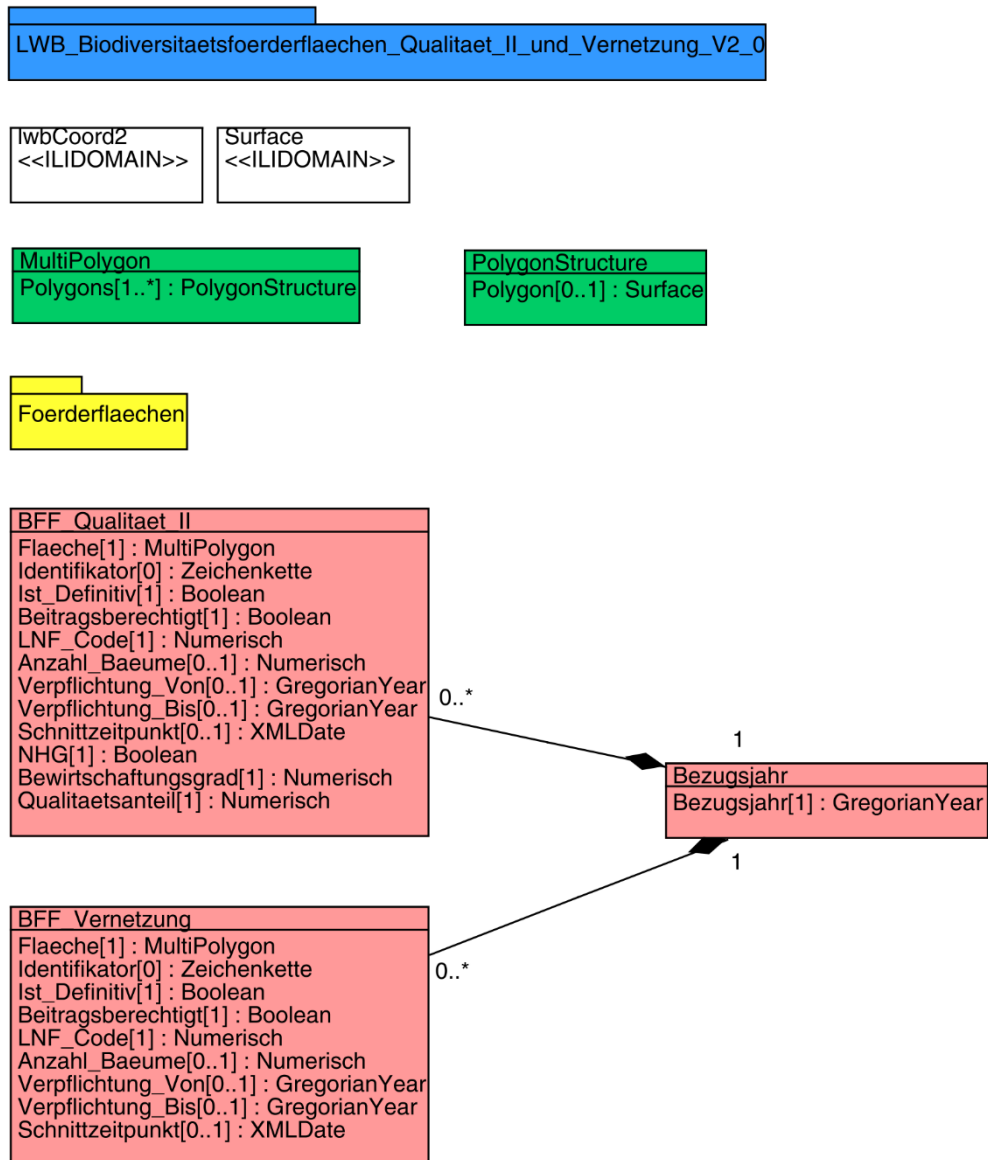 LWB_Biodiversitaetsfoerderflaechen_Qualitaet_II_und_Vernetzung_V2_0
lwbCoord2
<<ILIDOMAIN>>
Surface
<<ILIDOMAIN>>
MultiPolygon
Polygons[1..*] : PolygonStructure
PolygonStructure
Polygon[0..1] : Surface
Foerderflaechen
BFF_Qualitaet_II
Flaeche[1] : MultiPolygon
Identifikator[0] : Zeichenkette
Ist_Definitiv[1] : Boolean
Beitragsberechtigt[1] : Boolean
LNF_Code[1] : Numerisch
Anzahl_Baeume[0..1] : Numerisch
Verpflichtung_Von[0..1] : GregorianYear
Verpflichtung_Bis[0..1] : GregorianYear
Schnittzeitpunkt[0..1] : XMLDate
NHG[1] : Boolean
Bewirtschaftungsgrad[1] : Numerisch
Qualitaetsanteil[1] : Numerisch
0..*
1
Bezugsjahr
Bezugsjahr[1] : GregorianYear
1
0..*
BFF_Vernetzung
Flaeche[1] : MultiPolygon
Identifikator[0] : Zeichenkette
Ist_Definitiv[1] : Boolean
Beitragsberechtigt[1] : Boolean
LNF_Code[1] : Numerisch
Anzahl_Baeume[0..1] : Numerisch
Verpflichtung_Von[0..1] : GregorianYear
Verpflichtung_Bis[0..1] : GregorianYear
Schnittzeitpunkt[0..1] : XMLDate